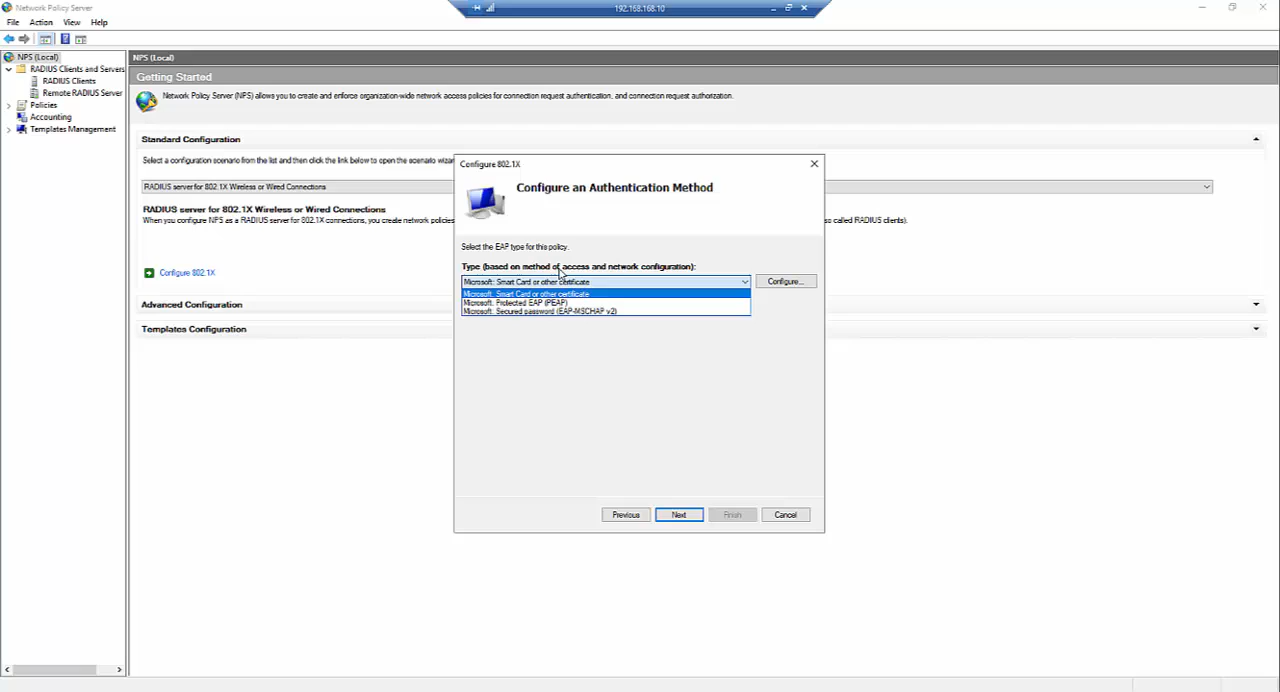 Network Policy Server
192.168.168.10
File Action View Help
NPS (Local)
RADIUS Clients and Servers
RADIUS Clients
Remote RADIUS Server
Policies
Accounting
Templates Management
NPS (Local)
Getting Started
Network Policy Server (NPS) allows you to create and enforce organization-wide network access policies for connection request authentication, and connection request authorization.
Standard Configuration
Select a configuration scenario from the list and then click the link below to open the scenario wizar
RADIUS server for 802.1X Wireless or Wired Connections
RADIUS server for 802.1X Wireless or Wired Connections
When you configure NPS as a RADIUS server for 802.1X connections, you create network policies
so called RADIUS clients).
Configure 802.1X
Advanced Configuration
Templates Configuration
Configure 802.1X
Configure an Authentication Method
Select the EAP type for this policy.
Type (based on method of access and network configuration):
Microsoft: Smart Card or other certificate
Configure...
Microsoft: Smart Card or other certificate
Microsoft: Protected EAP (PEAP)
Microsoft: Secured password (EAP-MSCHAP v2)
Previous Next Finish Cancel